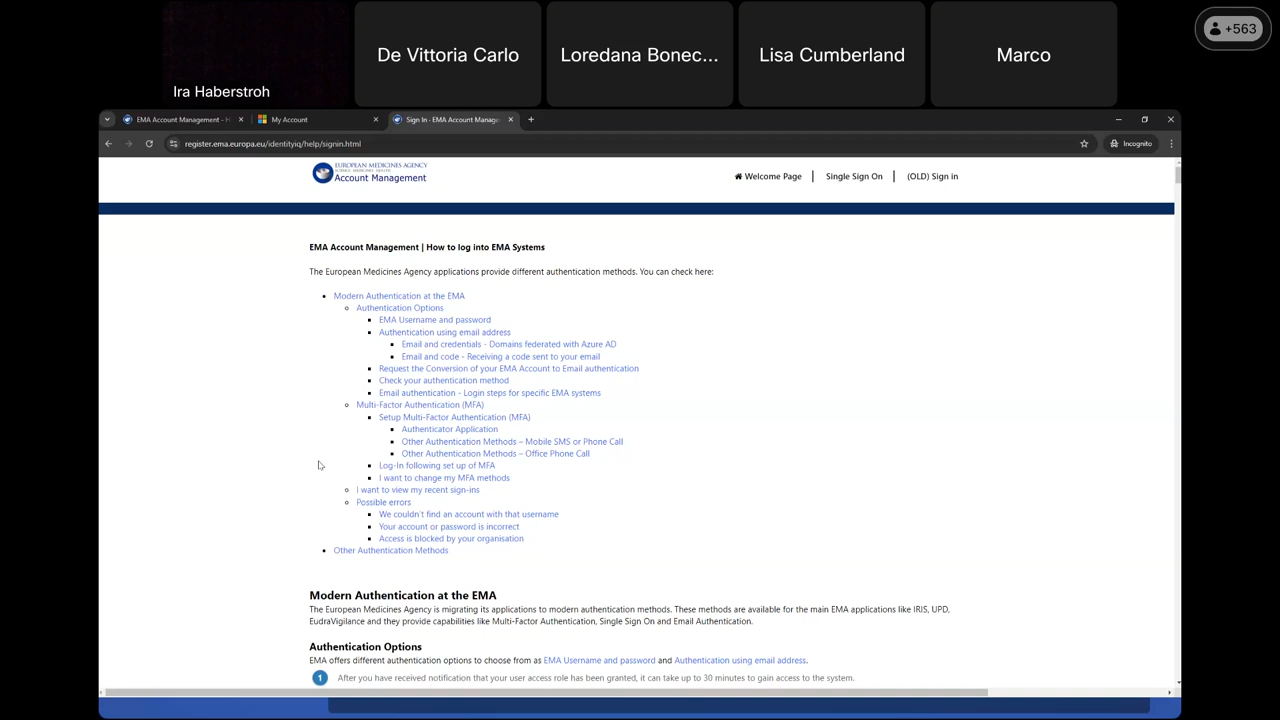 +563
Ira Haberstroh
De Vittoria Carlo
Loredana Bonec...
Lisa Cumberland
Marco
EMA Account Management - H
My Account
Sign In - EMA Account Manage
register.ema.europa.eu/identityiq/help/signin.html
Incognito
EUROPEAN MEDICINES AGENCY
SCIENCE MEDICINES HEALTH
Account Management
Welcome Page
Single Sign On
(OLD) Sign in
EMA Account Management | How to log into EMA Systems
The European Medicines Agency applications provide different authentication methods. You can check here:
Modern Authentication at the EMA
Authentication Options
EMA Username and password
Authentication using email address
Email and credentials - Domains federated with Azure AD
Email and code - Receiving a code sent to your email
Request the Conversion of your EMA Account to Email authentication
Check your authentication method
Email authentication - Login steps for specific EMA systems
Multi-Factor Authentication (MFA)
Setup Multi-Factor Authentication (MFA)
Authenticator Application
Other Authentication Methods – Mobile SMS or Phone Call
Other Authentication Methods – Office Phone Call
Log-In following set up of MFA
I want to change my MFA methods
I want to view my recent sign-ins
Possible errors
We couldn't find an account with that username
Your account or password is incorrect
Access is blocked by your organisation
Other Authentication Methods
Modern Authentication at the EMA
The European Medicines Agency is migrating its applications to modern authentication methods. These methods are available for the main EMA applications like IRIS, UPD,
EudraVigilance and they provide capabilities like Multi-Factor Authentication, Single Sign On and Email Authentication.
Authentication Options
EMA offers different authentication options to choose from as EMA Username and password and Authentication using email address.
1 After you have received notification that your user access role has been granted, it can take up to 30 minutes to gain access to the system.